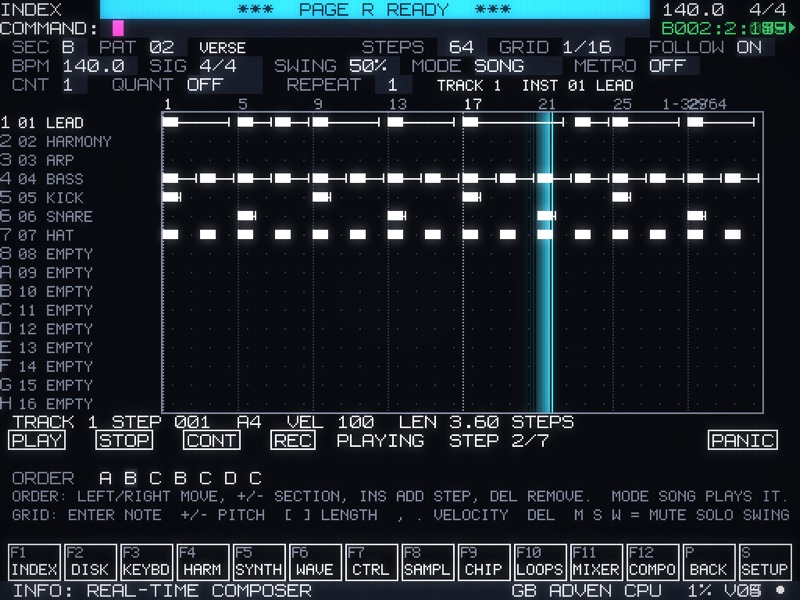 INDEX *** PAGE R READY *** 140.0 4/4
COMMAND: B002:2:
SEC B PAT 02 VERSE STEPS 64 GRID 1/16 FOLLOW ON
BPM 140.0 SIG 4/4 SWING 50% MODE SONG METRO OFF
CNT 1 QUANT OFF REPEAT 1 TRACK 1 INST 01 LEAD
1 5 9 13 17 21 25
1 01 LEAD
2 02 HARMONY
3 03 ARP
4 04 BASS
5 05 KICK
6 06 SNARE
7 07 HAT
8 08 EMPTY
A 09 EMPTY
B 10 EMPTY
C 11 EMPTY
D 12 EMPTY
E 13 EMPTY
F 14 EMPTY
G 15 EMPTY
H 16 EMPTY
TRACK 1 STEP 001 A4 VEL 100 LEN 3.60 STEPS
PLAY STOP CONT REC PLAYING STEP 2/7 PANIC
ORDER A B C B C D C
ORDER: LEFT/RIGHT MOVE, +/- SECTION, INS ADD STEP, DEL REMOVE. MODE SONG PLAYS IT.
GRID: ENTER NOTE +/- PITCH [ ] LENGTH , . VELOCITY DEL M S W = MUTE SOLO SWING
F1 F2 F3 F4 F5 F6 F7 F8 F9 F10 F11 F12 P S
INDEX DISK KEYBD HARM SYNTH WAVE CTRL SAMPL CHIP LOOPS MIXER COMPO BACK SETUP
INFO: REAL-TIME COMPOSER GB ADVEN CPU 1%